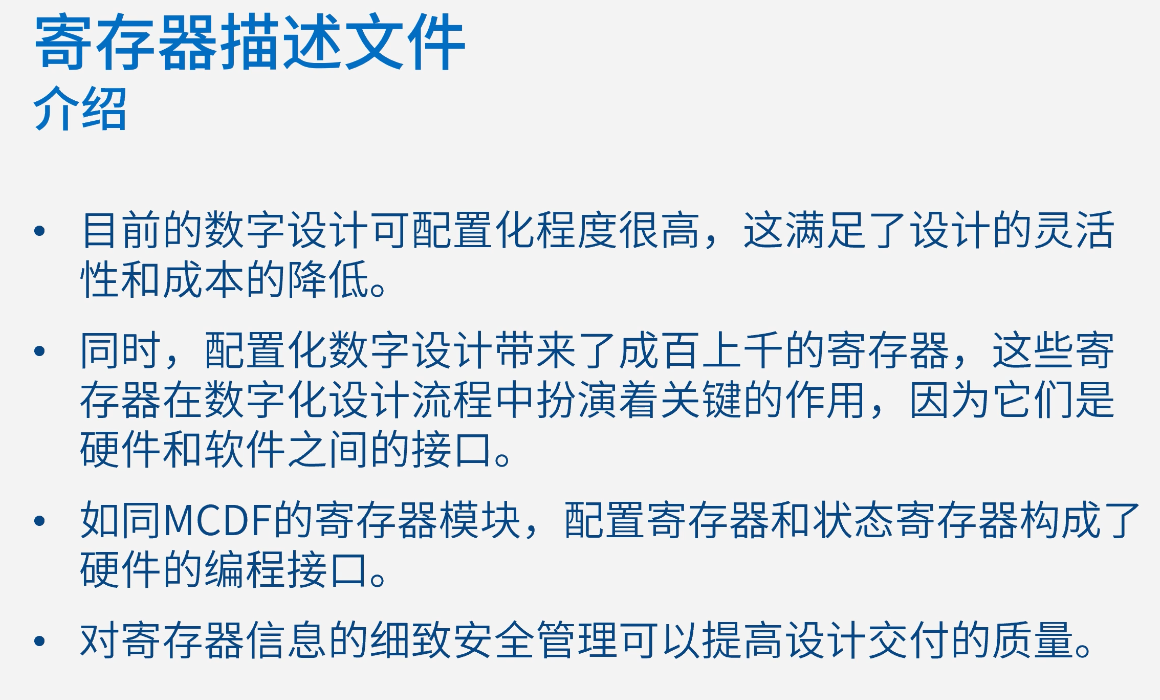 寄存器描述文件
介绍
• 目前的数字设计可配置化程度很高，这满足了设计的灵活
性和成本的降低。
• 同时，配置化数字设计带来了成百上千的寄存器，这些寄
存器在数字化设计流程中扮演着关键的作用，因为它们是
硬件和软件之间的接口。
• 如同MCDF的寄存器模块，配置寄存器和状态寄存器构成了
硬件的编程接口。
• 对寄存器信息的细致安全管理可以提高设计交付的质量。